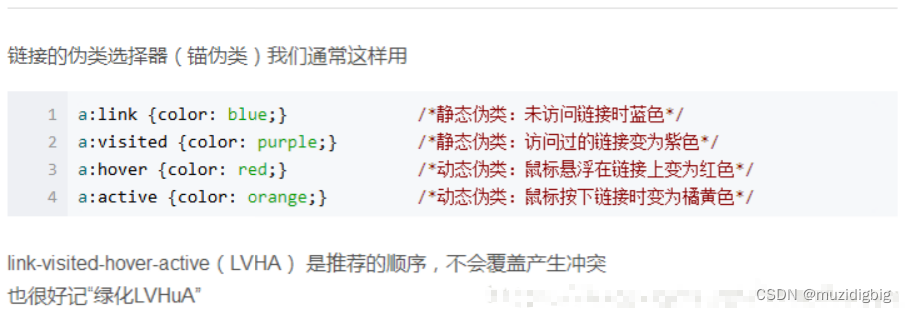 链接的伪类选择器（锚伪类）我们通常这样用
1 a:link {color: blue;} /*静态伪类：未访问链接时蓝色*/
2 a:visited {color: purple;} /*静态伪类：访问过的链接变为紫色*/
3 a:hover {color: red;} /*动态伪类：鼠标悬浮在链接上变为红色*/
4 a:active {color: orange;} /*动态伪类：鼠标按下链接时变为橘黄色*/
link-visited-hover-active（LVHA） 是推荐的顺序，不会覆盖产生冲突
也很好记“绿化LVHuA”
CSDN @muzidigbig